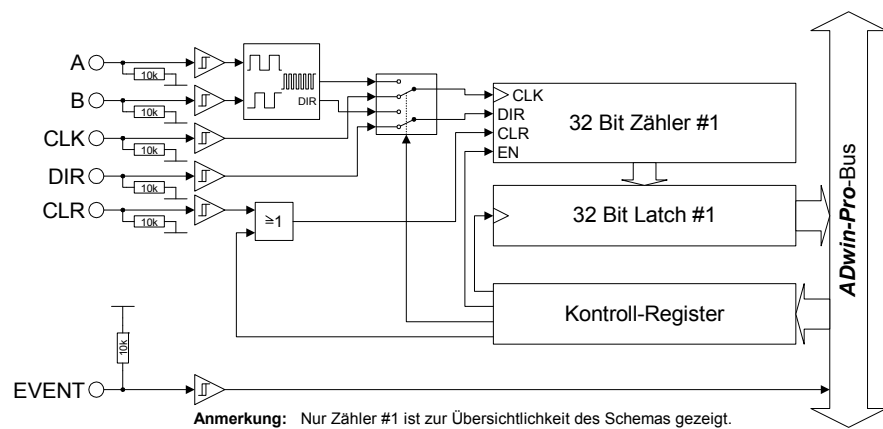 A
10k
B
10k
DIR
CLK
10k
DIR
10k
CLR
10k
≥1
CLK
DIR
CLR
EN
32 Bit Zähler #1
32 Bit Latch #1
Kontroll-Register
ADwin-Pro-Bus
10k
EVENT
Anmerkung: Nur Zähler #1 ist zur Übersichtlichkeit des Schemas gezeigt.